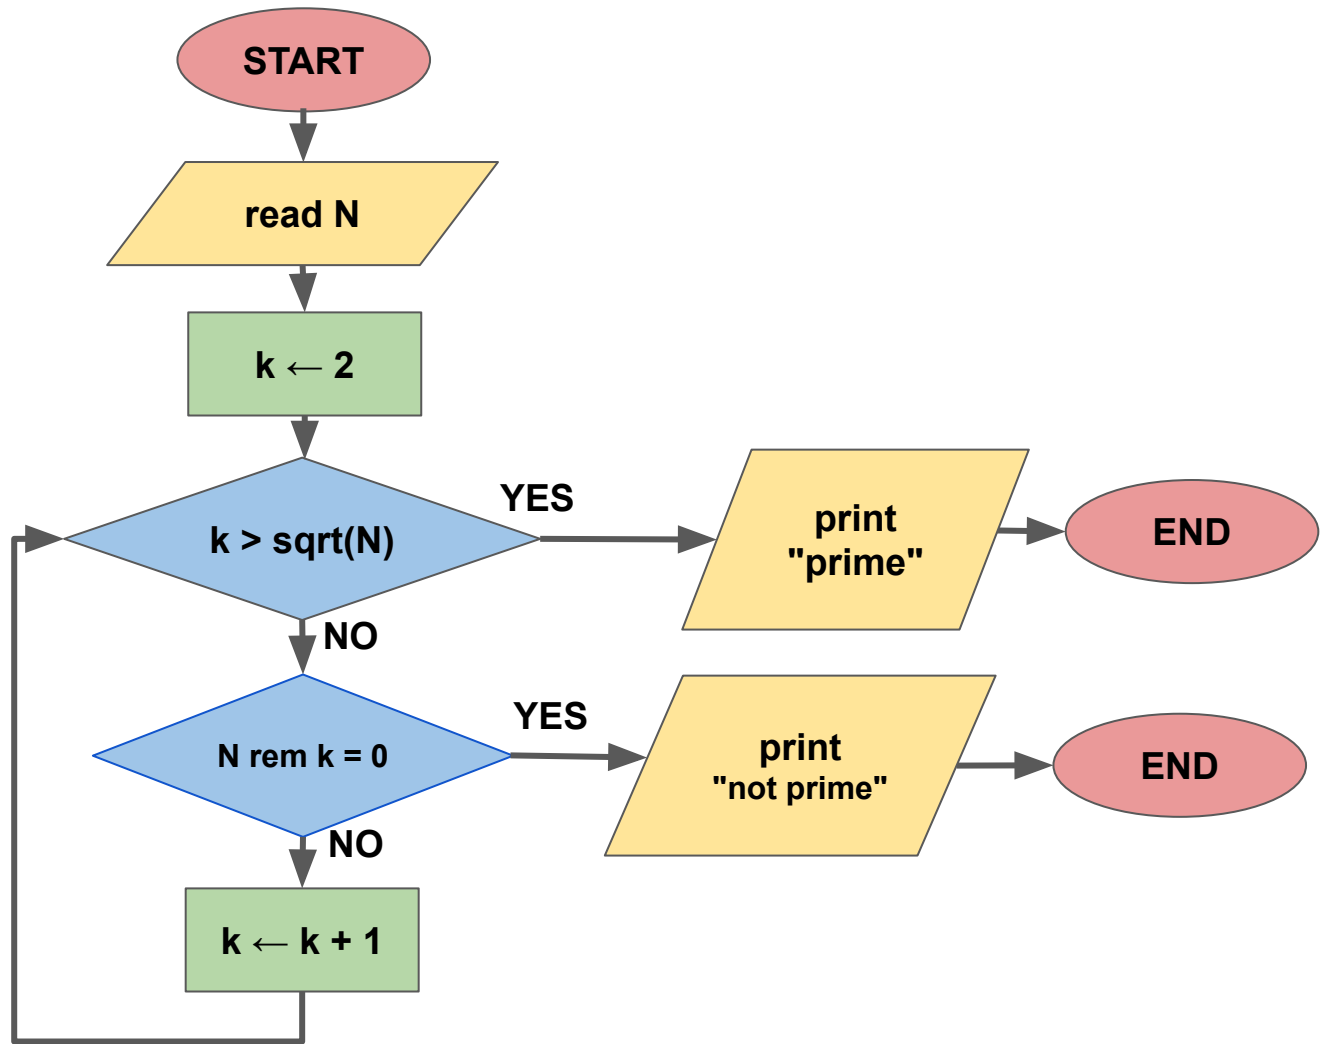 START
read N
k ← 2
k > sqrt(N)
YES
print
"prime"
END
NO
N rem k = 0
YES
print
"not prime"
END
NO
k ← k + 1